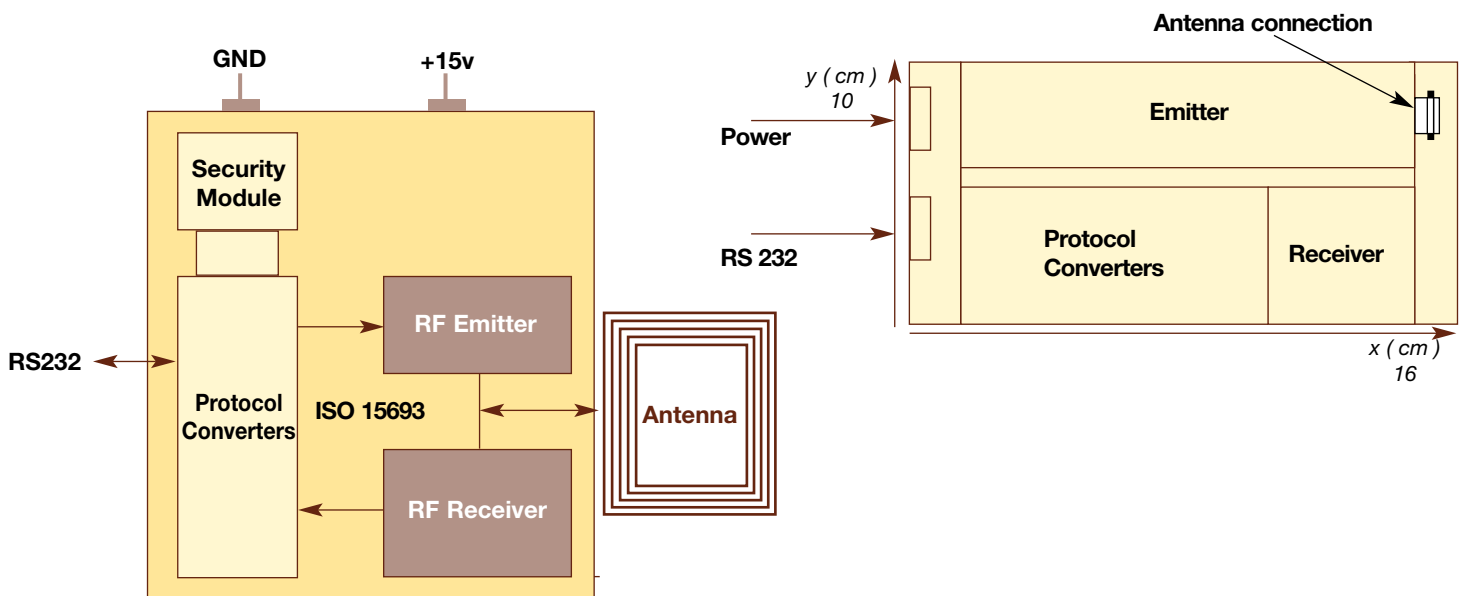 GND
+15v
Security
Module
RF Emitter
RS232
Protocol
Converters
ISO 15693
Antenna
RF Receiver
Antenna connection
y ( cm )
10
Emitter
Power
Protocol
Converters
Receiver
RS 232
x ( cm )
16